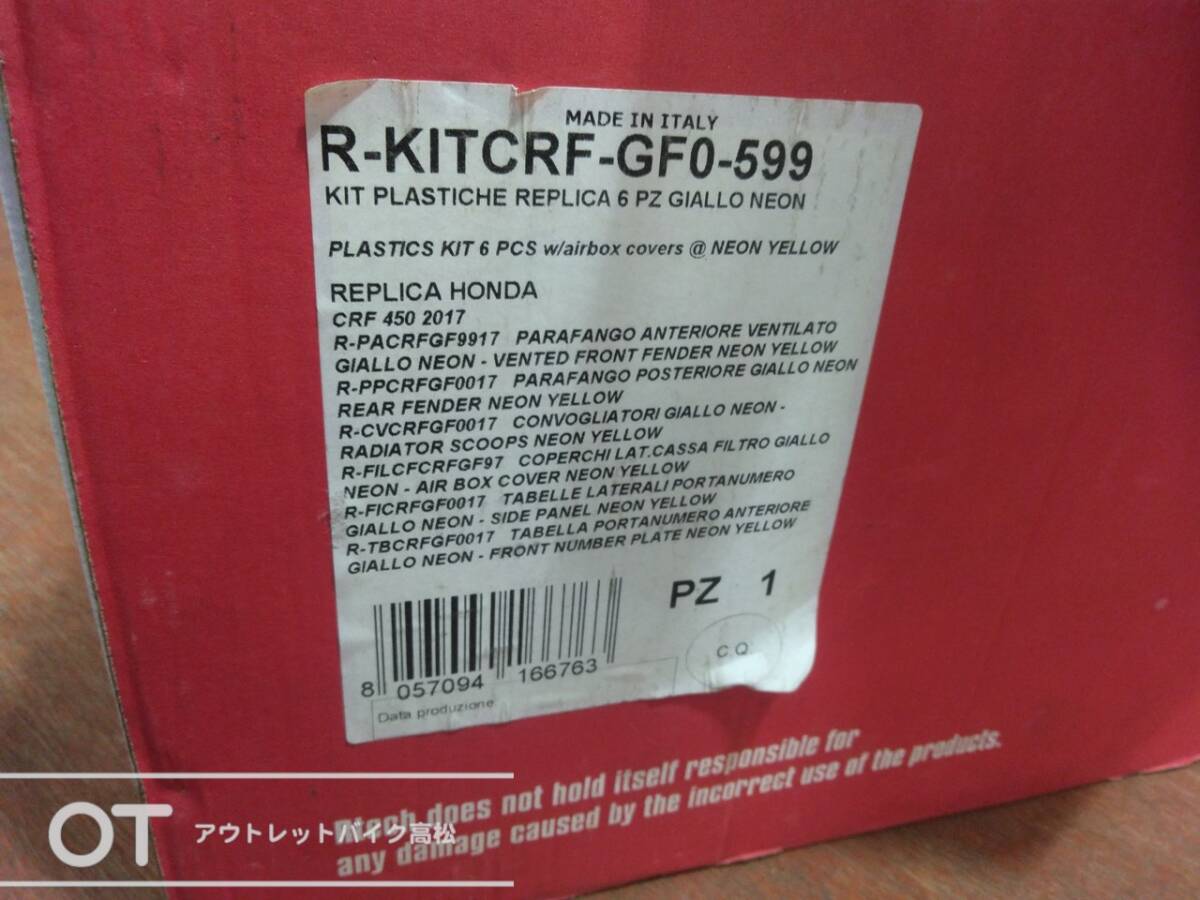 MADE IN ITALY
R-KITCRF-GF0-599
KIT PLASTICHE REPLICA 6 PZ GIALLO NEON
PLASTICS KIT 6 PCS w/airbox covers @ NEON YELLOW
REPLICA HONDA
CRF 450 2017
R-PACRFGF9917 PARAFANGO ANTERIORE VENTILATO
GIALLO NEON - VENTED FRONT FENDER NEON YELLOW
R-PPCRFGF0017 PARAFANGO POSTERIORE GIALLO NEON
REAR FENDER NEON YELLOW
R-CVCRFGF0017 CONVOGLIATORI GIALLO NEON -
RADIATOR SCOOPS NEON YELLOW
R-FILCFCRFGF97 COPERCHI LAT.CASSA FILTRO GIALLO
NEON - AIR BOX COVER NEON YELLOW
R-FICRFGF0017 TABELLE LATERALI PORTANUMERO
GIALLO NEON - SIDE PANEL NEON YELLOW
R-TBCRFGF0017 TABELLA PORTANUMERO ANTERIORE
GIALLO NEON - FRONT NUMBER PLATE NEON YELLOW
PZ 1
C.Q.
8 057094 166763
Data produzione
does not hold itself responsible for
any damage caused by the incorrect use of the products.
OT アウトレットバイク高松